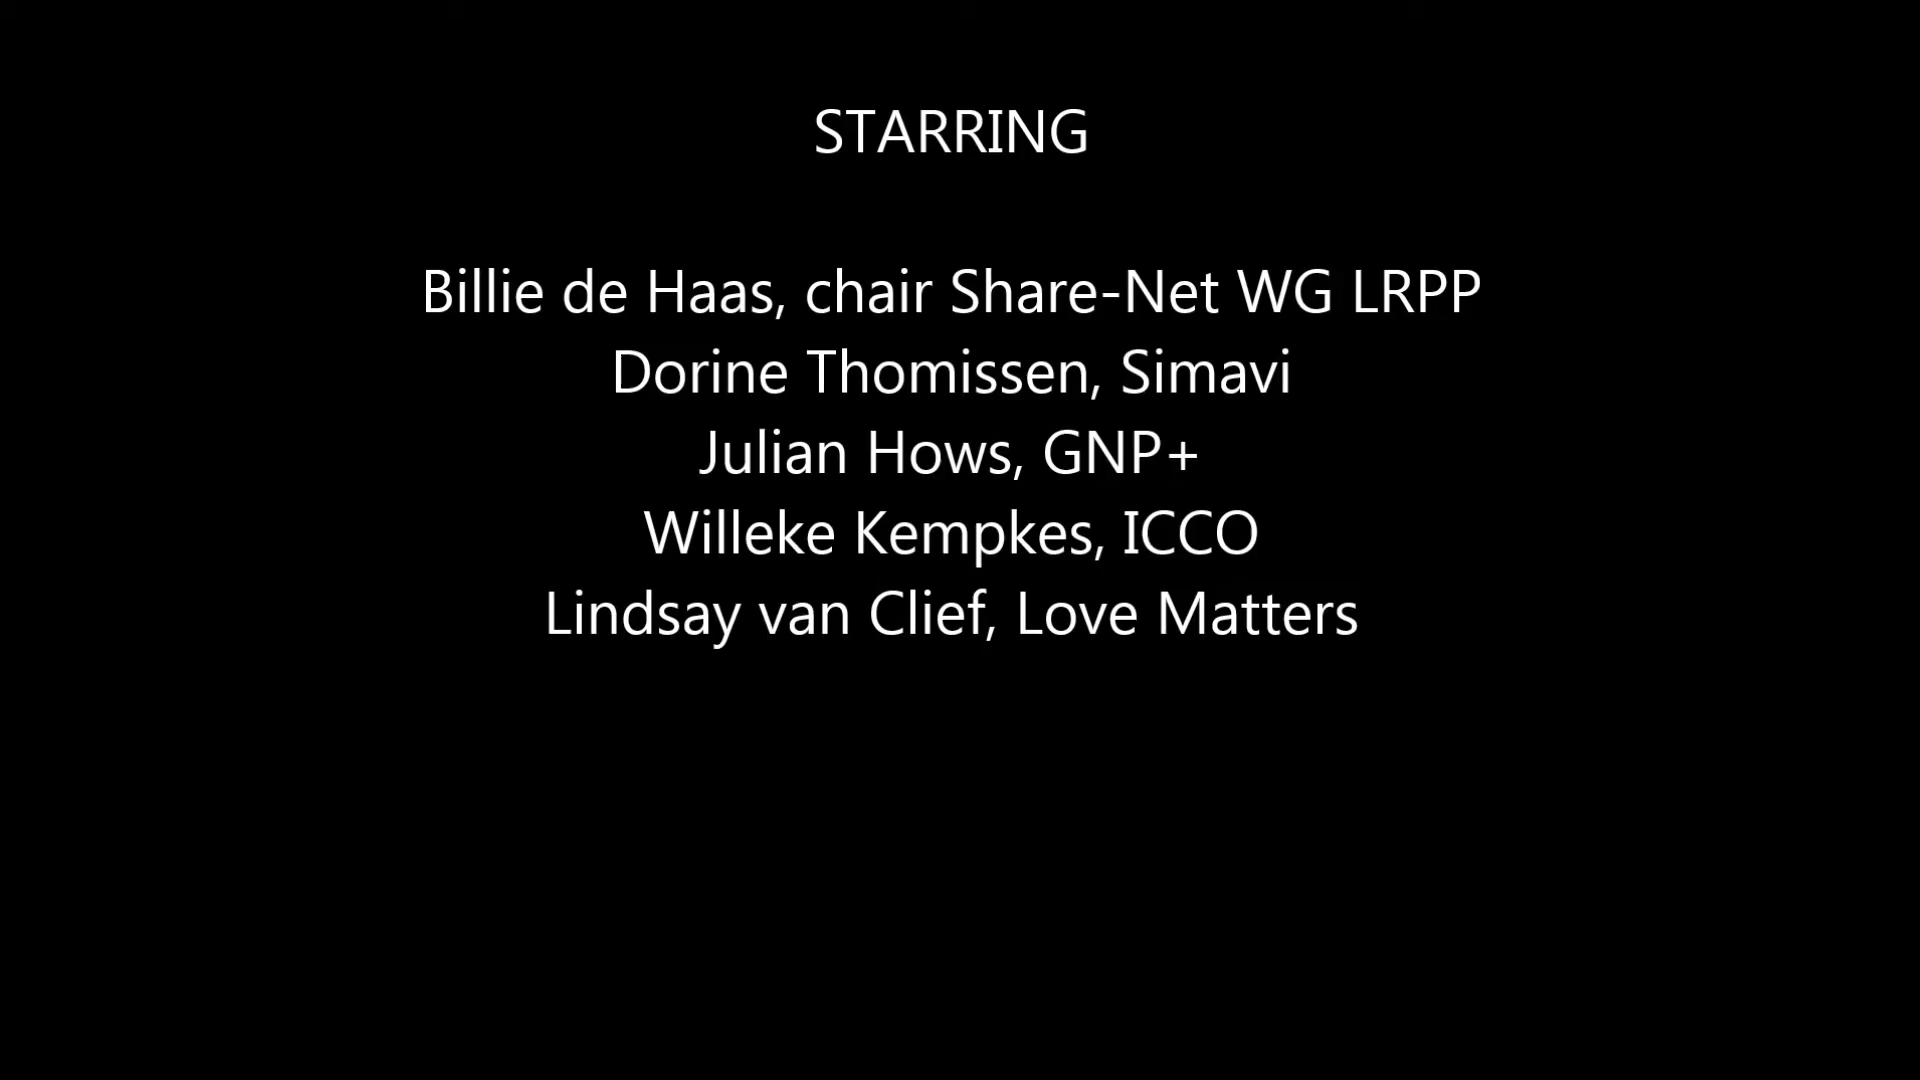 STARRING
Billie de Haas, chair Share-Net WG LRPP
Dorine Thomissen, Simavi
Julian Hows, GNP+
Willeke Kempkes, ICCO
Lindsay van Clief, Love Matters